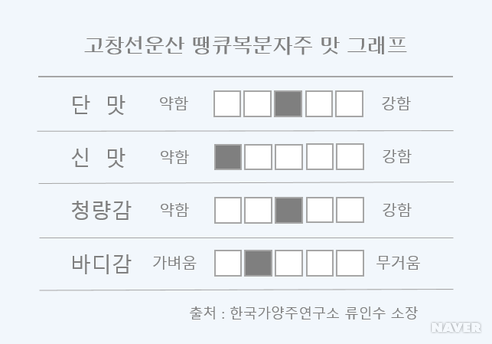 고창선운산 땡큐복분자주 맛 그래프
단 맛 약함 강함
신 맛 약함 강함
청량감 약함 강함
바디감 가벼움 무거움
출처 : 한국가양주연구소 류인수 소장
NAVER